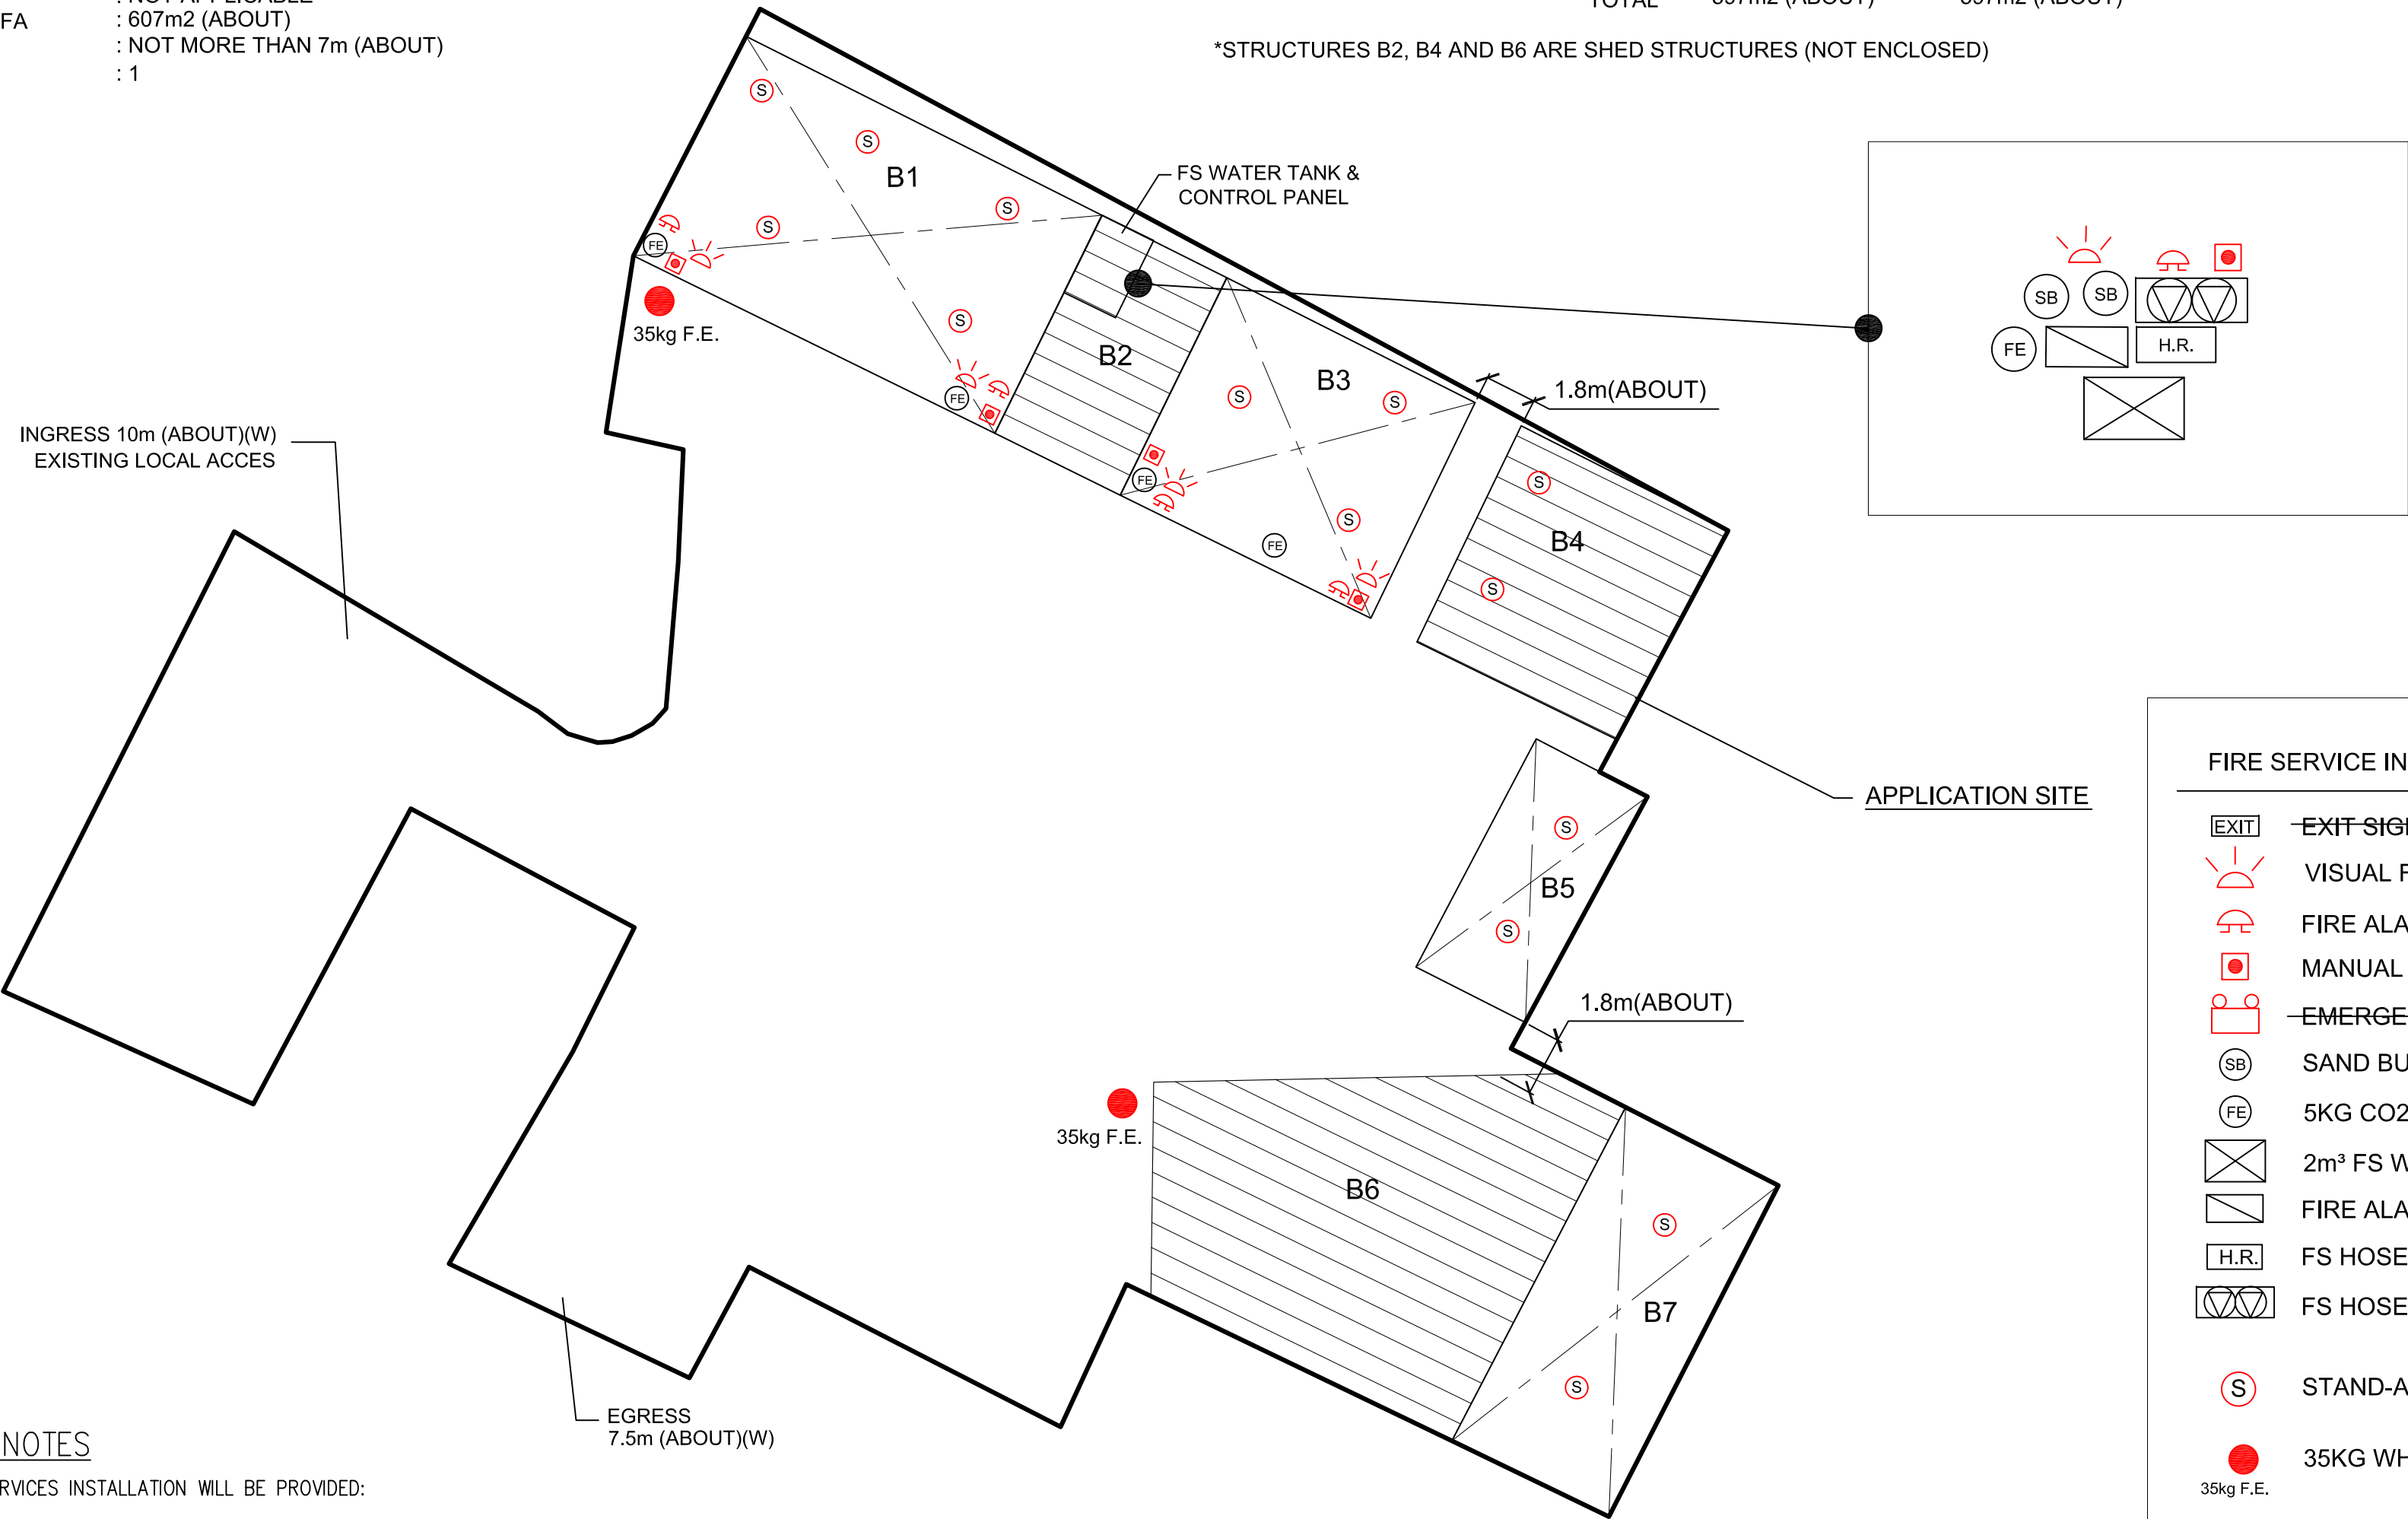 FA
: 607m2 (ABOUT)
: NOT MORE THAN 7m (ABOUT)
: 1
*STRUCTURES B2, B4 AND B6 ARE SHED STRUCTURES (NOT ENCLOSED)
S
S
B1
S
S
FE
S
FE
35kg F.E.
FS WATER TANK &
CONTROL PANEL
B2
B3
S
S
FE
S
FE
1.8m(ABOUT)
S
B4
S
SB
SB
FE
H.R.
INGRESS 10m (ABOUT)(W)
EXISTING LOCAL ACCES
APPLICATION SITE
S
B5
S
1.8m(ABOUT)
35kg F.E.
B6
S
B7
S
EGRESS
7.5m (ABOUT)(W)
NOTES
RVICES INSTALLATION WILL BE PROVIDED:
FIRE SERVICE IN
EXIT EXIT SIG
VISUAL F
FIRE ALA
MANUAL
EMERGE
SB SAND BU
FE 5KG CO2
2m³ FS W
FIRE ALA
H.R. FS HOSE
FS HOSE
S STAND-A
35KG WH
35kg F.E.